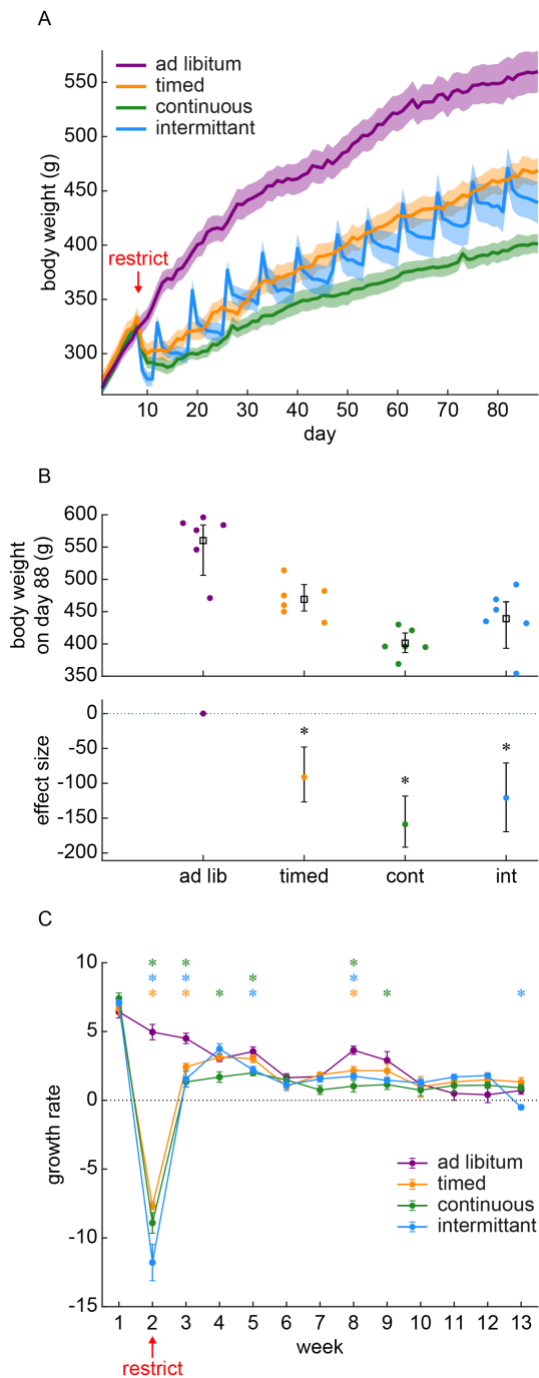 A
ad libitum
timed
continuous
intermittant
restrict
body weight (g)
550
500
450
400
350
300
10 20 30 40 50 60 70 80
day
B
body weight
on day 88 (g)
600
550
500
450
400
350
effect size
0
-50
-100
-150
-200
*
*
*
ad lib timed cont int
C
growth rate
10
5
0
-5
-10
-15
* * * *
* * * * *
* * *
ad libitum
timed
continuous
intermittant
1 2 3 4 5 6 7 8 9 10 11 12 13
week
restrict